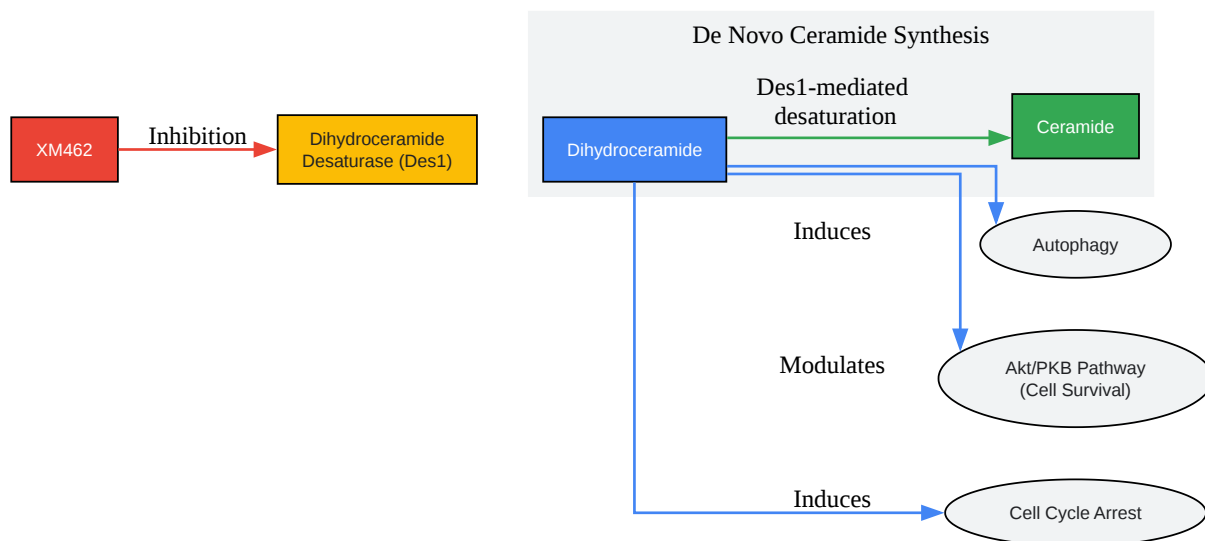 De Novo Ceramide Synthesis
XM462
Inhibition
Dihydroceramide
Desaturase (Des1)
Dihydroceramide
Des1-mediated
desaturation
Ceramide
Induces
Autophagy
Modulates
Akt/PKB Pathway
(Cell Survival)
Induces
Cell Cycle Arrest